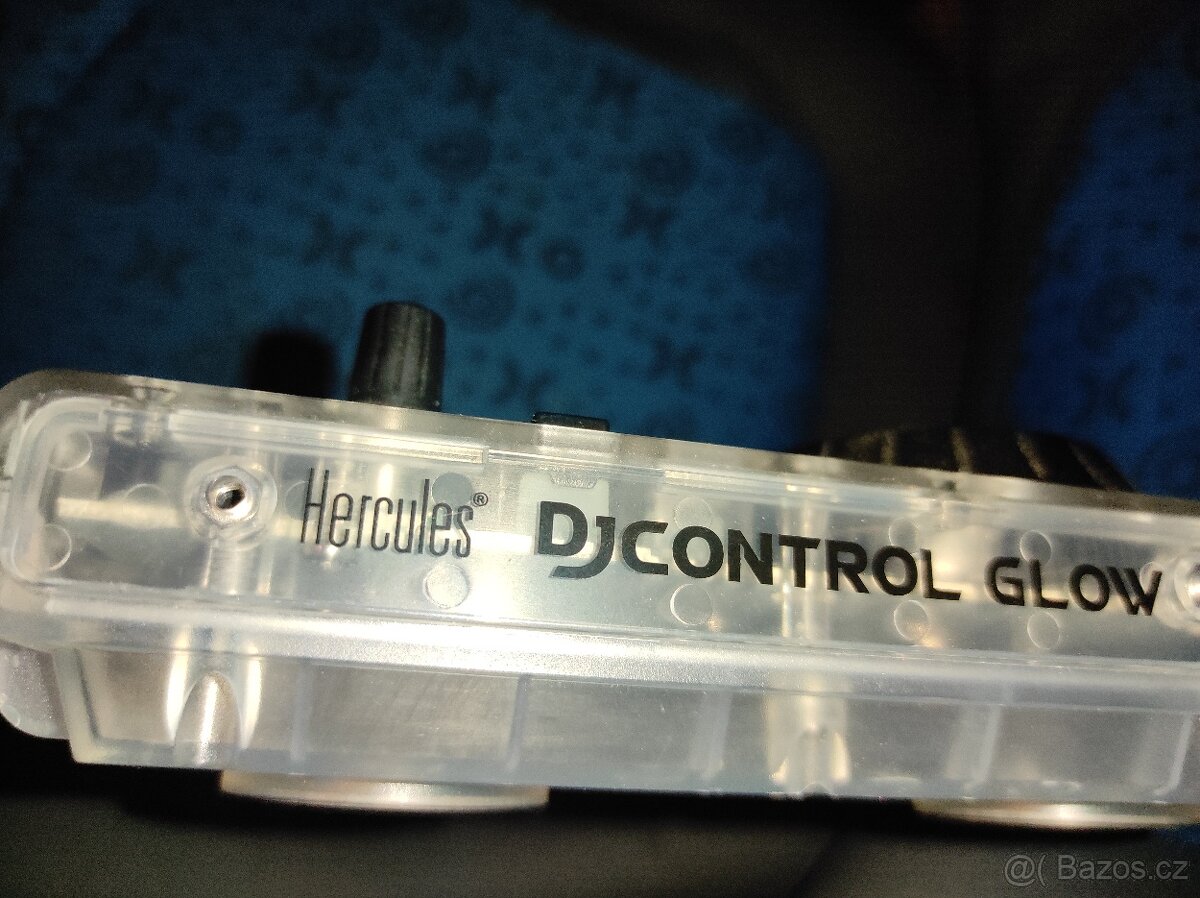 Hercules® DJCONTROL GLOW
@( Bazos.cz